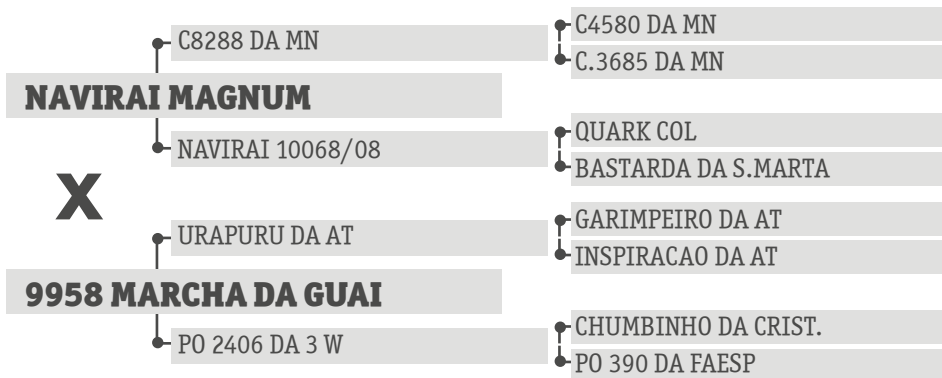 C8288 DA MN
C4580 DA MN
C.3685 DA MN
NAVIRAI MAGNUM
NAVIRAI 10068/08
QUARK COL
BASTARDA DA S.MARTA
X
URAPURU DA AT
GARIMPEIRO DA AT
INSPIRACAO DA AT
9958 MARCHA DA GUAI
PO 2406 DA 3 W
CHUMBINHO DA CRIST.
PO 390 DA FAESP